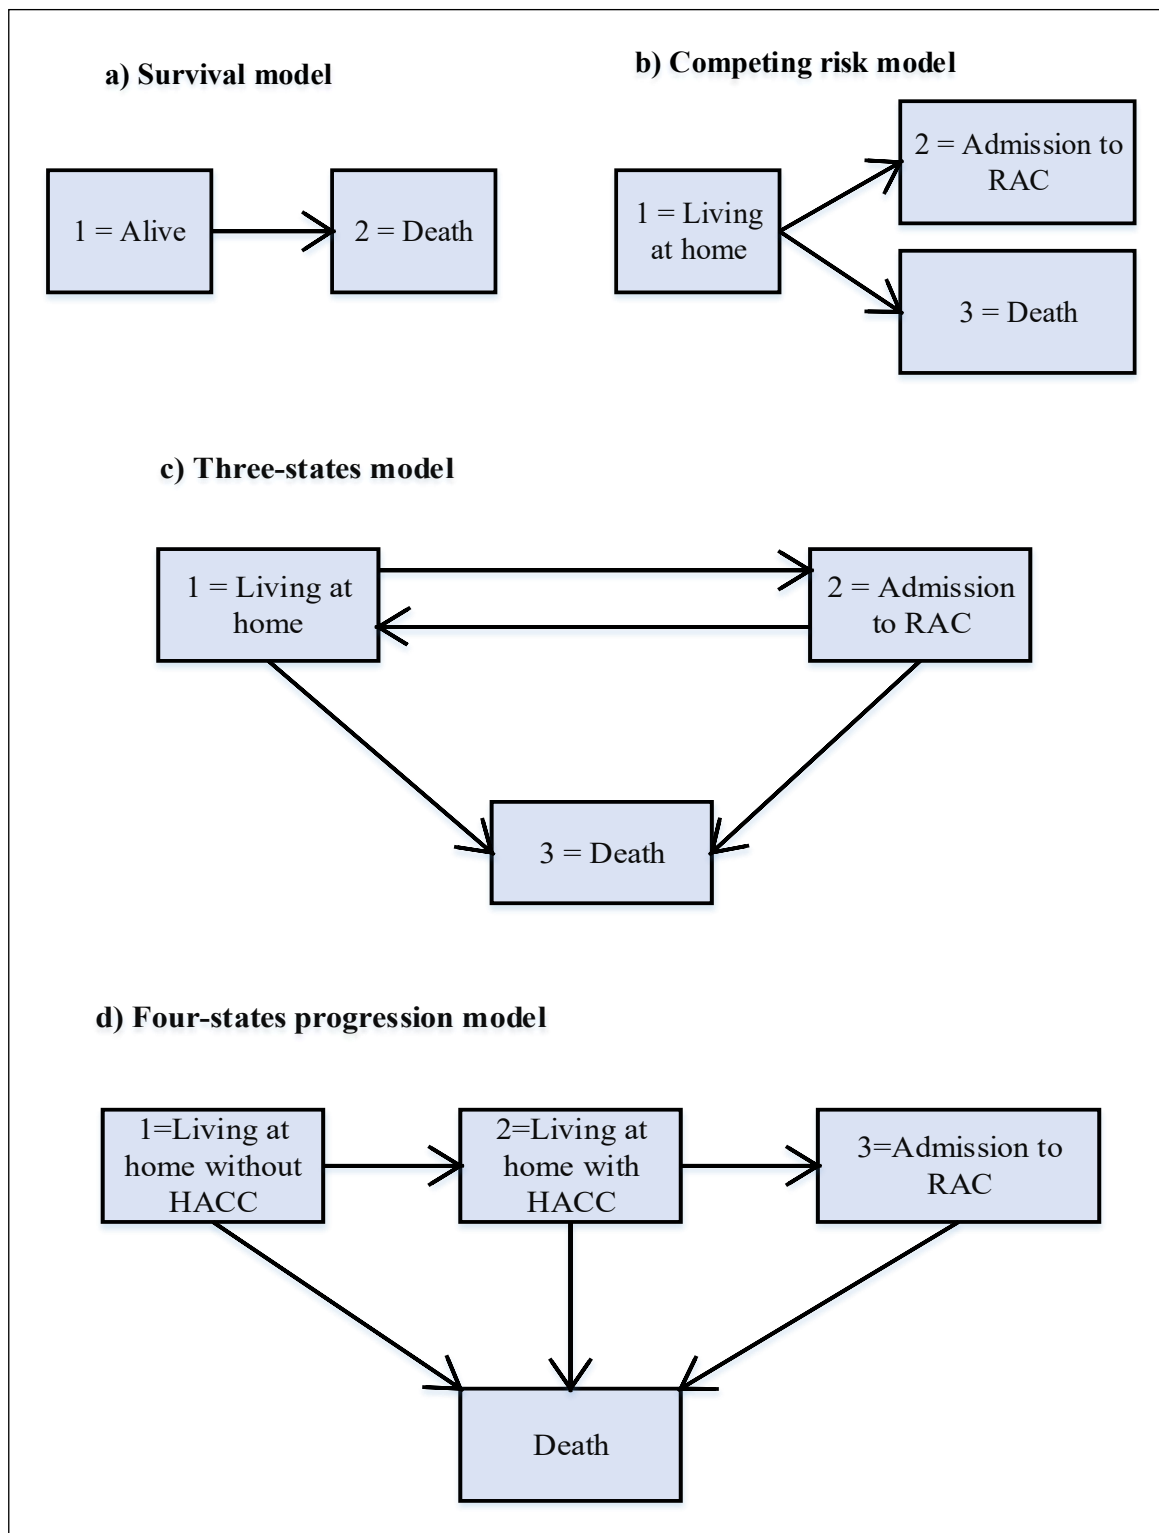 a) Survival model
1 = Alive
2 = Death
b) Competing risk model
1 = Living
at home
2 = Admission to
RAC
3 = Death
c) Three-states model
1 = Living at
home
2 = Admission
to RAC
3 = Death
d) Four-states progression model
1=Living at
home without
HACC
2=Living at
home with
HACC
3=Admission to
RAC
Death